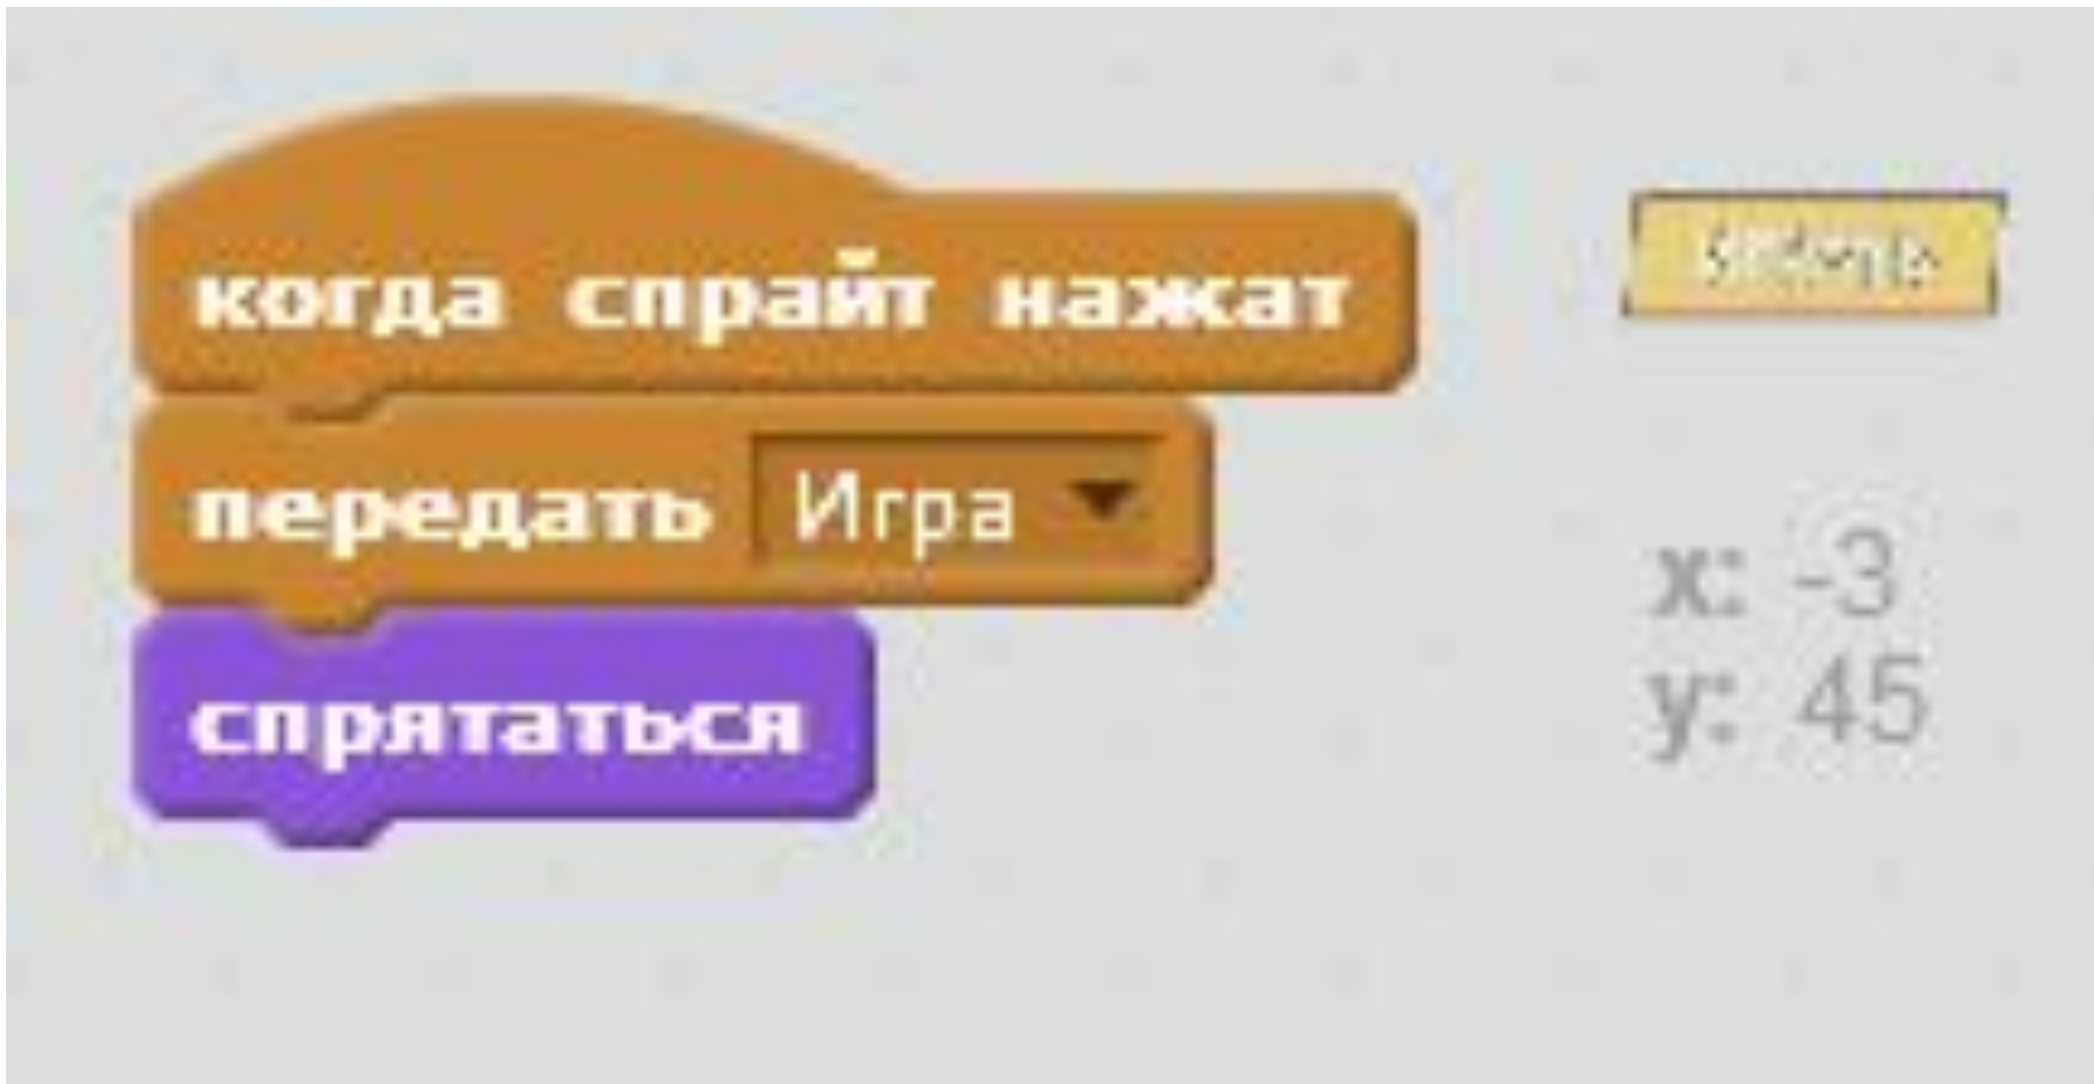 когда спрайт нажат
передать Игра
спрятаться
x: -3
y: 45